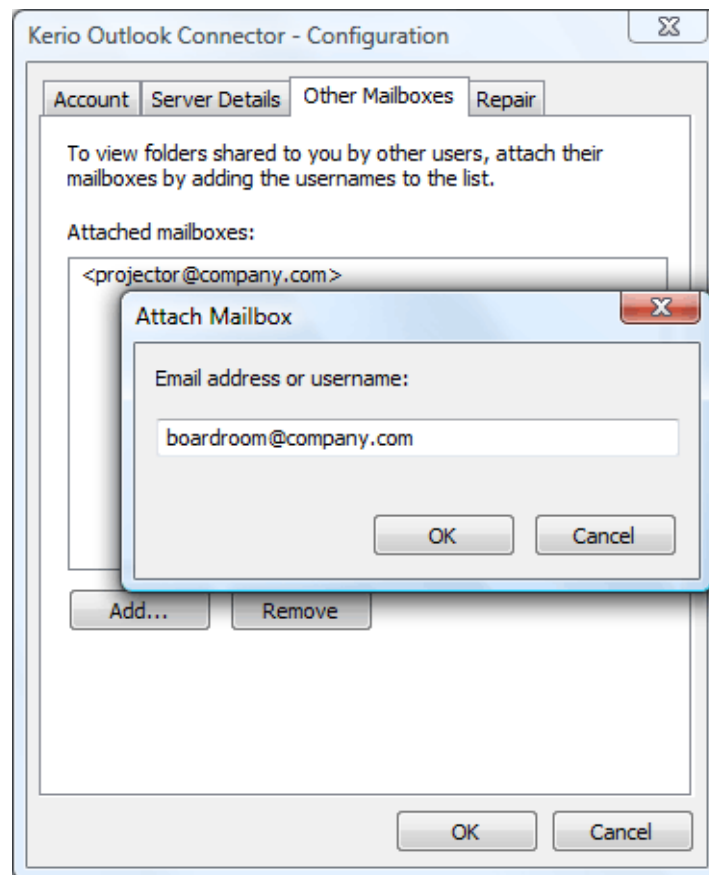 Kerio Outlook Connector - Configuration
Account Server Details Other Mailboxes Repair
To view folders shared to you by other users, attach their
mailboxes by adding the usernames to the list.
Attached mailboxes:
<projector@company.com>
Attach Mailbox
Email address or username:
boardroom@company.com
OK Cancel
Add... Remove
OK Cancel